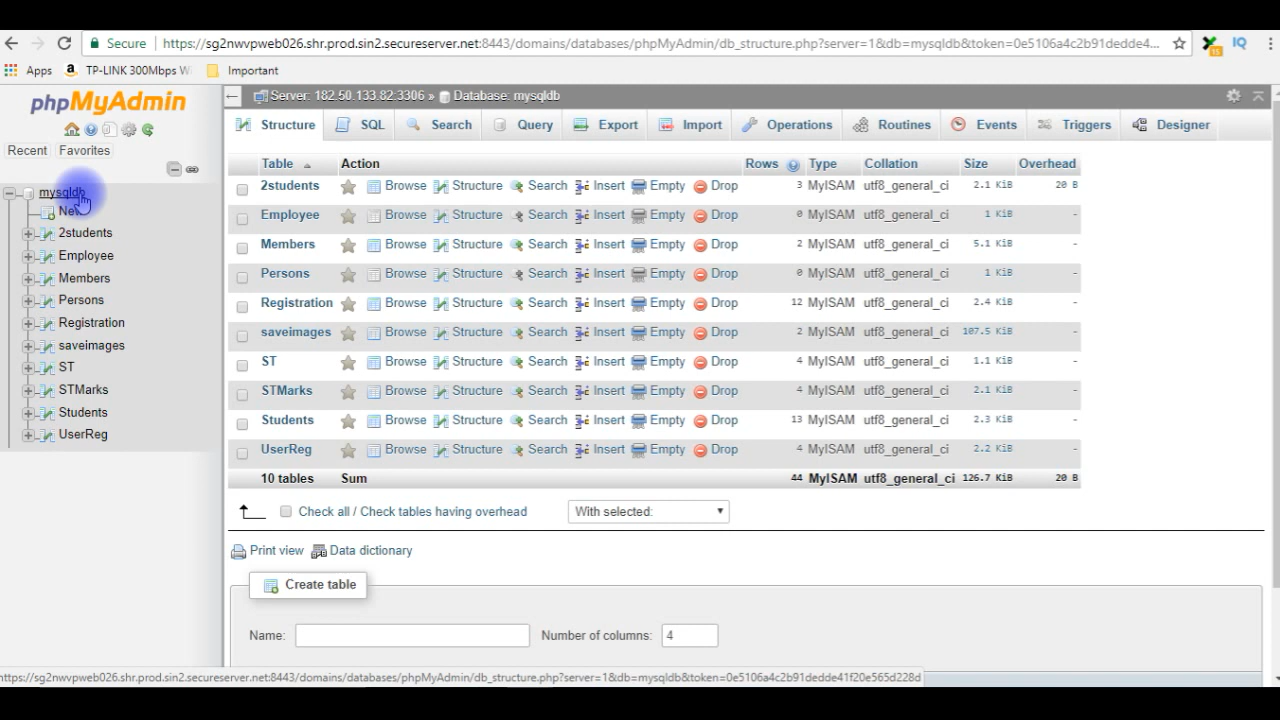 Secure https://sg2nwvpweb026.shr.prod.sin2.secureserver.net:8443/domains/databases/phpMyAdmin/db_structure.php?server=1&db=mysqldb&token=0e5106a4c2b91dedde4...
Apps TP-LINK 300Mbps Wi Important
phpMyAdmin
Server: 182.50.133.82:3306 » Database: mysqldb
Structure SQL Search Query Export Import Operations Routines Events Triggers Designer
Recent Favorites
mysqldb
New
2students
Employee
Members
Persons
Registration
saveimages
ST
STMarks
Students
UserReg
Table Action Rows Type Collation Size Overhead
2students Browse Structure Search Insert Empty Drop 3 MyISAM utf8_general_ci 2.1 KiB 20 B
Employee Browse Structure Search Insert Empty Drop 0 MyISAM utf8_general_ci 1 KiB -
Members Browse Structure Search Insert Empty Drop 2 MyISAM utf8_general_ci 5.1 KiB -
Persons Browse Structure Search Insert Empty Drop 0 MyISAM utf8_general_ci 1 KiB -
Registration Browse Structure Search Insert Empty Drop 12 MyISAM utf8_general_ci 2.4 KiB -
saveimages Browse Structure Search Insert Empty Drop 2 MyISAM utf8_general_ci 107.5 KiB -
ST Browse Structure Search Insert Empty Drop 4 MyISAM utf8_general_ci 1.1 KiB -
STMarks Browse Structure Search Insert Empty Drop 4 MyISAM utf8_general_ci 2.1 KiB -
Students Browse Structure Search Insert Empty Drop 13 MyISAM utf8_general_ci 2.3 KiB -
UserReg Browse Structure Search Insert Empty Drop 4 MyISAM utf8_general_ci 2.2 KiB -
10 tables Sum 44 MyISAM utf8_general_ci 126.7 KiB 20 B
Check all / Check tables having overhead With selected:
Print view Data dictionary
Create table
Name: Number of columns: 4
https://sg2nwvpweb026.shr.prod.sin2.secureserver.net:8443/domains/databases/phpMyAdmin/db_structure.php?server=1&db=mysqldb&token=0e5106a4c2b91dedde41f20e565d228d